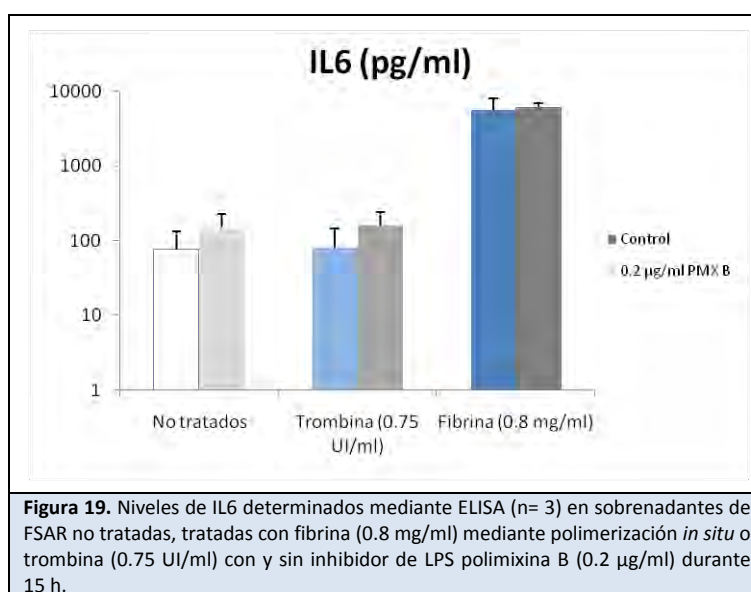 IL6 (pg/ml)
10000
1000
100
10
1
No tratados
Trombina (0.75
UI/ml)
Fibrina (0.8 mg/ml)
Control
0.2 µg/ml PMX B
Figura 19. Niveles de IL6 determinados mediante ELISA (n= 3) en sobrenadantes de
FSAR no tratadas, tratadas con fibrina (0.8 mg/ml) mediante polimerización in situ o
trombina (0.75 UI/ml) con y sin inhibidor de LPS polimixina B (0.2 µg/ml) durante
15 h.